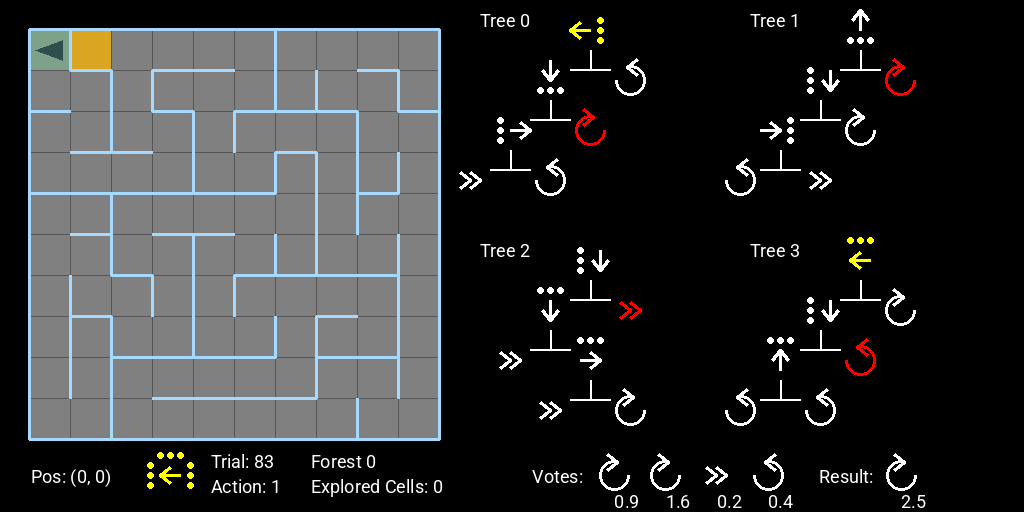 Tree 0
Tree 1
Tree 2
Tree 3
Pos: (0, 0)
Trial: 83
Forest 0
Action: 1
Explored Cells: 0
Votes:
0.9
1.6
0.2
0.4
Result:
2.5